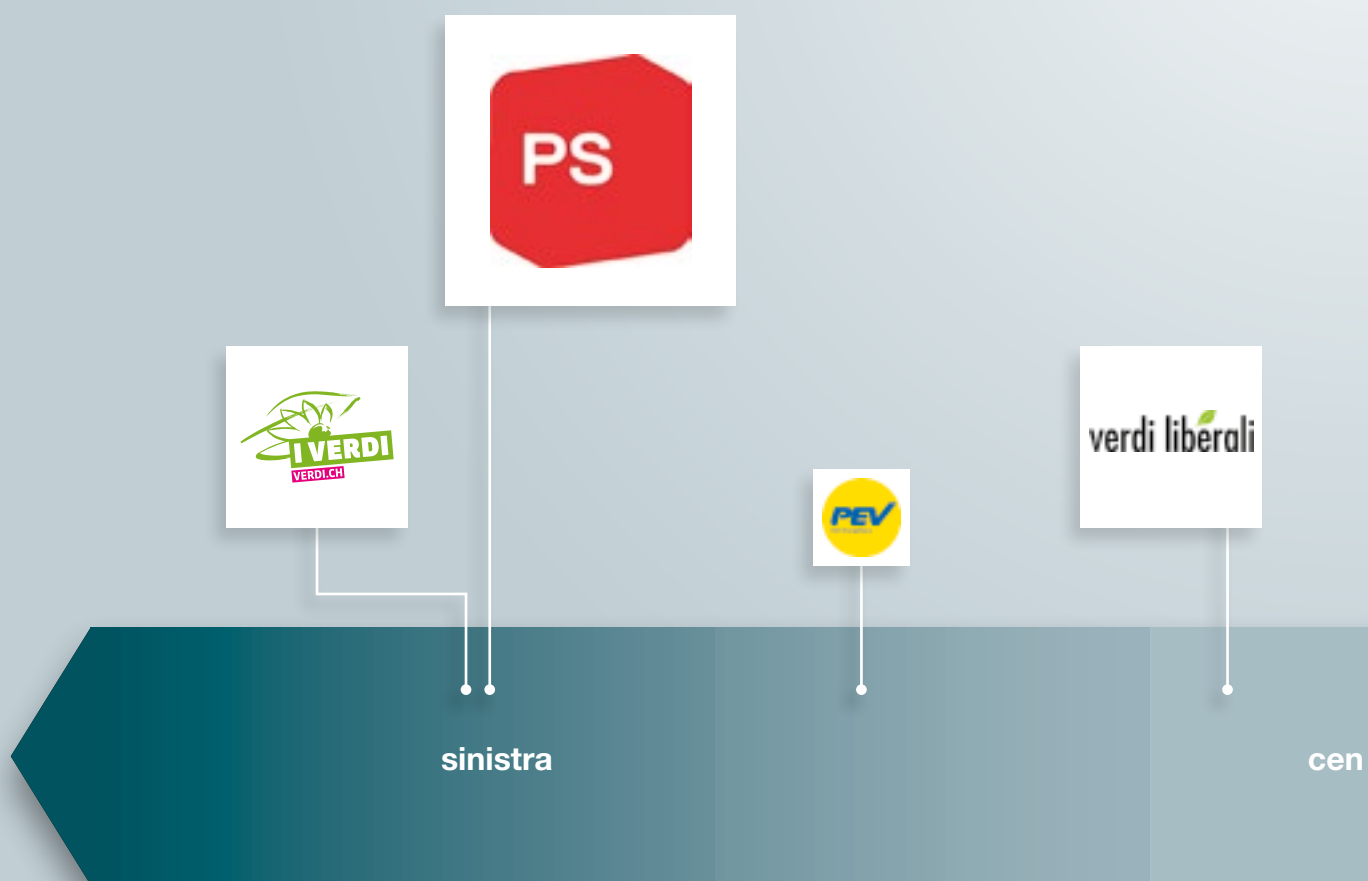 PS
I VERDI
VERDI.CH
PEV
verdi liberali
sinistra
cen